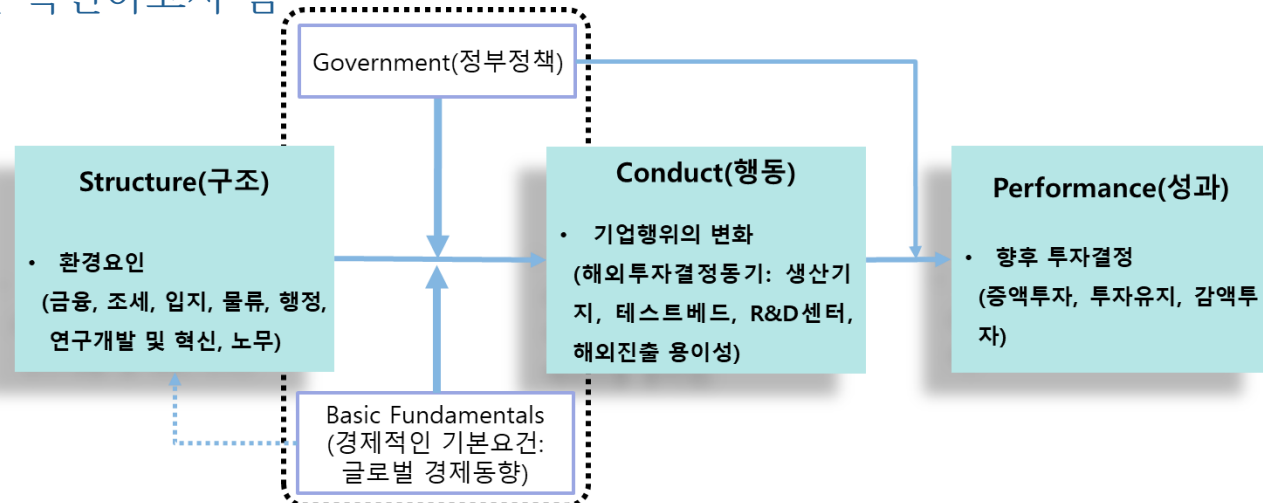 Government(정부정책)
Structure(구조)
• 환경요인
(금융, 조세, 입지, 물류, 행정,
연구개발 및 혁신, 노무)
Conduct(행동)
• 기업행위의 변화
(해외투자결정동기: 생산기
지, 테스트베드, R&D센터,
해외진출 용이성)
Performance(성과)
• 향후 투자결정
(증액투자, 투자유지, 감액투
자)
Basic Fundamentals
(경제적인 기본요건:
글로벌 경제동향)